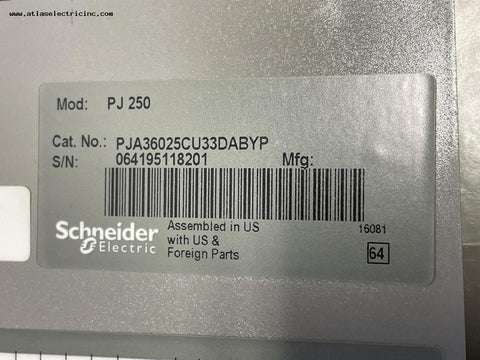 www.atlaselectricinc.com
Mod: PJ 250
Cat. No.: PJA36025CU33DABYP
S/N: 064195118201 Mfg:
Schneider Electric
Assembled in US
with US &
Foreign Parts
16081
64